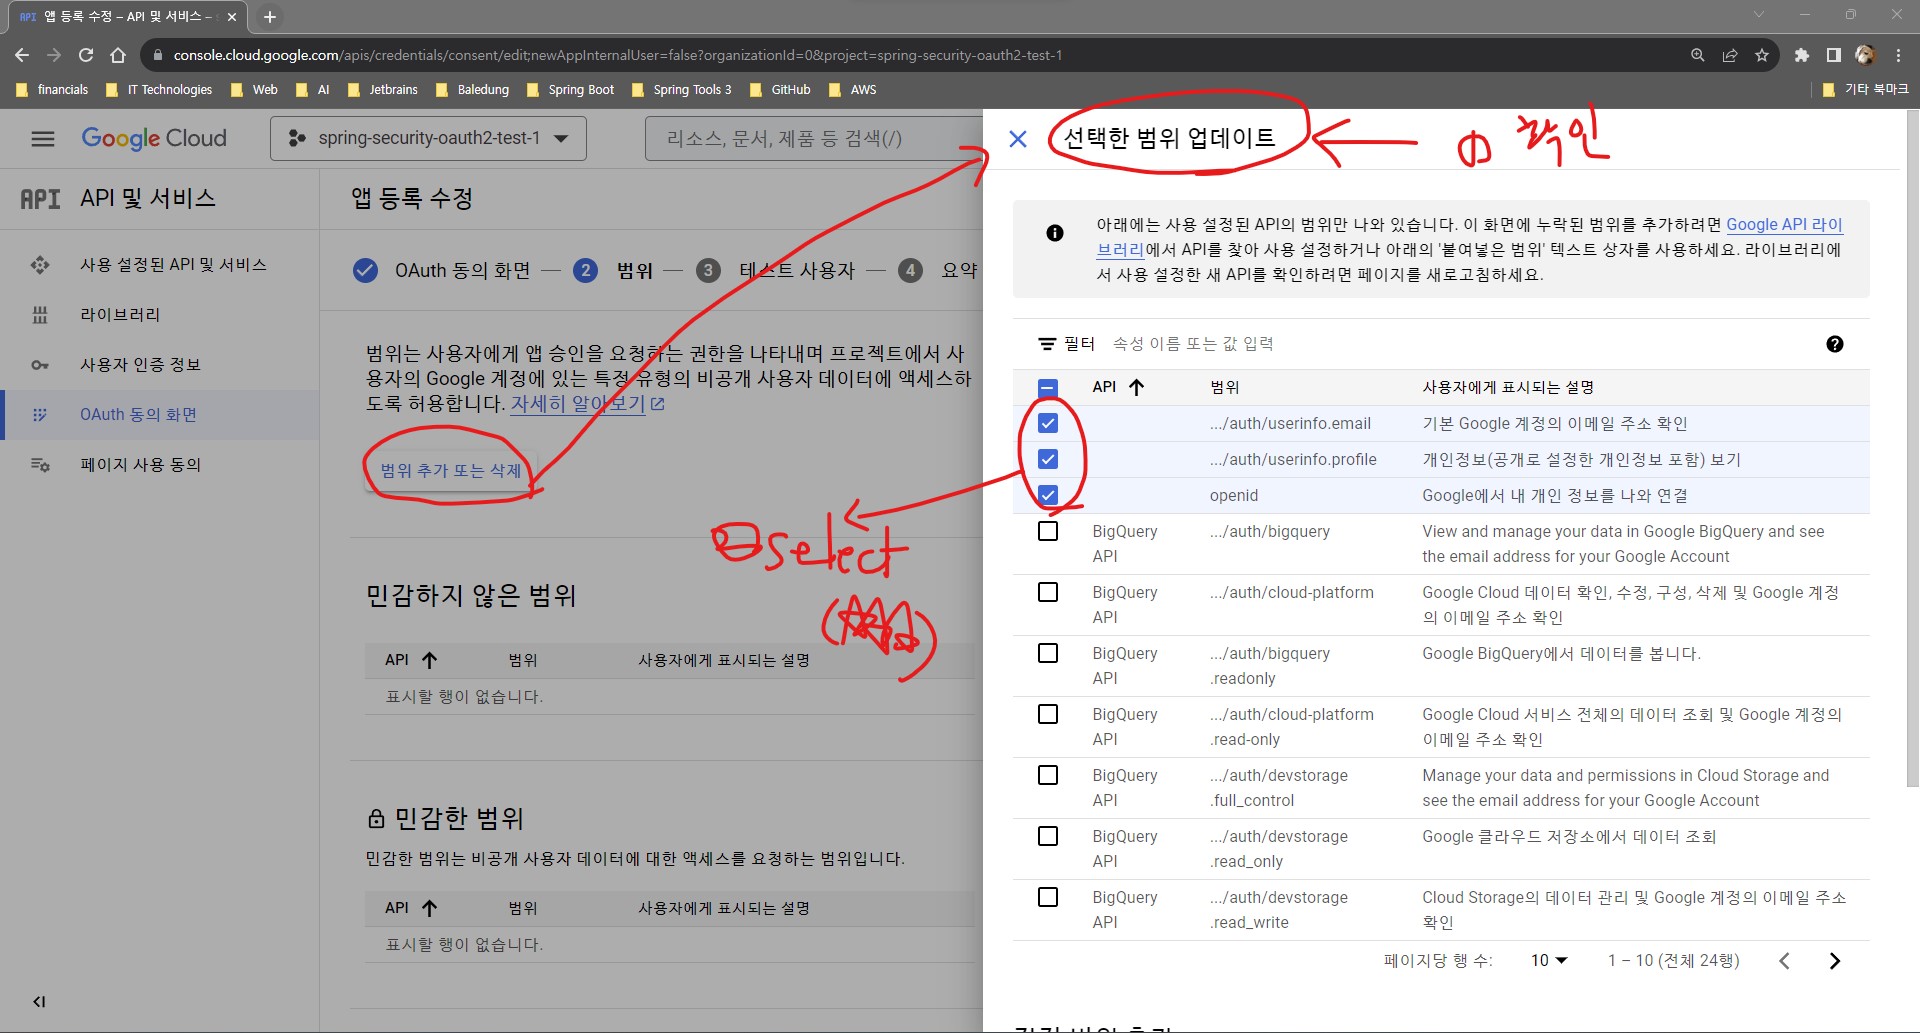 API 앱 등록 수정 – API 및 서비스 –
console.cloud.google.com/apis/credentials/consent/edit;newAppInternalUser=false?organizationId=0&project=spring-security-oauth2-test-1
financials IT Technologies Web AI Jetbrains Baledung Spring Boot Spring Tools 3 GitHub AWS 기타 북마크
Google Cloud
spring-security-oauth2-test-1
리소스, 문서, 제품 등 검색(/)
API API 및 서비스
사용 설정된 API 및 서비스
라이브러리
사용자 인증 정보
OAuth 동의 화면
페이지 사용 동의
앱 등록 수정
OAuth 동의 화면 — 2 범위 — 3 테스트 사용자 — 4 요약
범위는 사용자에게 앱 승인을 요청하는 권한을 나타내며 프로젝트에서 사
용자의 Google 계정에 있는 특정 유형의 비공개 사용자 데이터에 액세스하
도록 허용합니다. 자세히 알아보기
범위 추가 또는 삭제
select
민감하지 않은 범위
API 범위 사용자에게 표시되는 설명
표시할 행이 없습니다.
민감한 범위
민감한 범위는 비공개 사용자 데이터에 대한 액세스를 요청하는 범위입니다.
API 범위 사용자에게 표시되는 설명
표시할 행이 없습니다.
선택한 범위 업데이트
확인
아래에는 사용 설정된 API의 범위만 나와 있습니다. 이 화면에 누락된 범위를 추가하려면 Google API 라이
브러리에서 API를 찾아 사용 설정하거나 아래의 '붙여넣은 범위' 텍스트 상자를 사용하세요. 라이브러리에
서 사용 설정한 새 API를 확인하려면 페이지를 새로고침하세요.
필터 속성 이름 또는 값 입력
API 범위 사용자에게 표시되는 설명
.../auth/userinfo.email 기본 Google 계정의 이메일 주소 확인
.../auth/userinfo.profile 개인정보(공개로 설정한 개인정보 포함) 보기
openid Google에서 내 개인 정보를 나와 연결
BigQuery .../auth/bigquery View and manage your data in Google BigQuery and see
API the email address for your Google Account
BigQuery .../auth/cloud-platform Google Cloud 데이터 확인, 수정, 구성, 삭제 및 Google 계정
API 의 이메일 주소 확인
BigQuery .../auth/bigquery Google BigQuery에서 데이터를 봅니다.
API .readonly
BigQuery .../auth/cloud-platform Google Cloud 서비스 전체의 데이터 조회 및 Google 계정의
API .read-only 이메일 주소 확인
BigQuery .../auth/devstorage Manage your data and permissions in Cloud Storage and
API .full_control see the email address for your Google Account
BigQuery .../auth/devstorage Google 클라우드 저장소에서 데이터 조회
API .read_only
BigQuery .../auth/devstorage Cloud Storage의 데이터 관리 및 Google 계정의 이메일 주소
API .read_write 확인
페이지당 행 수: 10 1 – 10 (전체 24행)